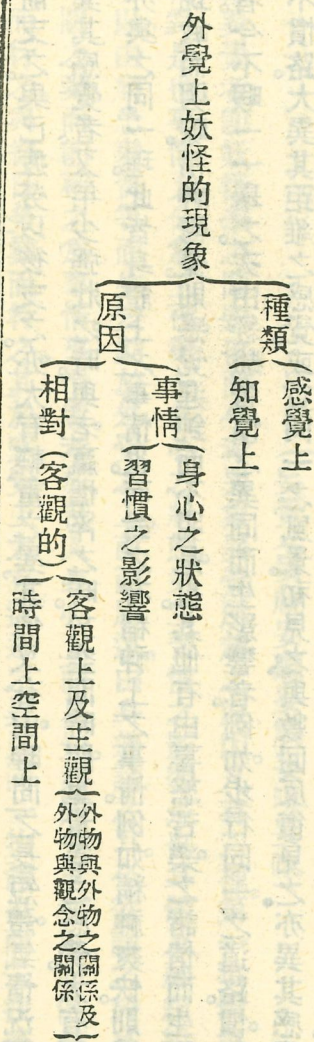 外覺上妖怪的現象
種類
感覺上
知覺上
原因
事情
身心之狀態
習慣之影響
相對(客觀的)
客觀上及主觀
外物與外物之關係及
外物與觀念之關係
時間上空間上